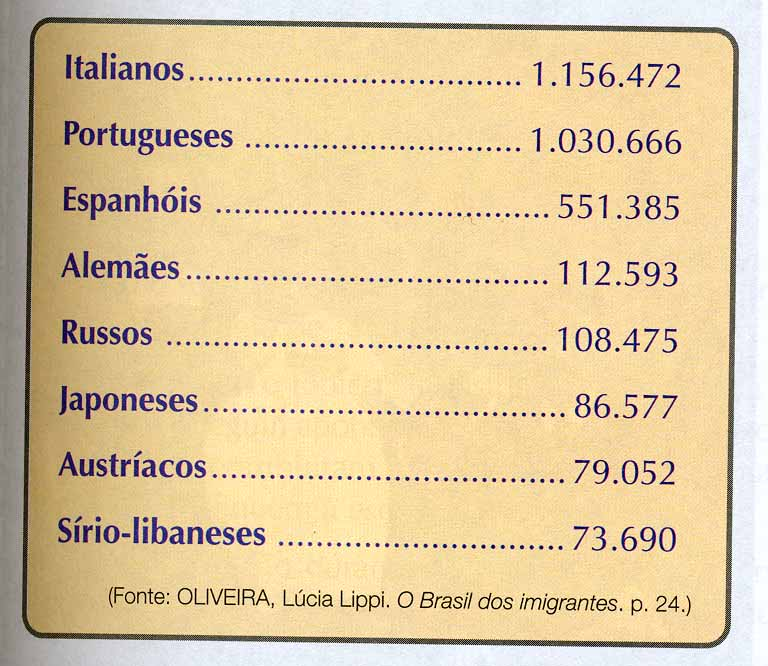 Italianos.................................. 1.156.472
Portugueses ............................ 1.030.666
Espanhóis .................................. 551.385
Alemães..................................... 112.593
Russos ....................................... 108.475
Japoneses..................................... 86.577
Austríacos.................................... 79.052
Sírio-libaneses ............................. 73.690
(Fonte: OLIVEIRA, Lúcia Lippi. O Brasil dos imigrantes. p. 24.)